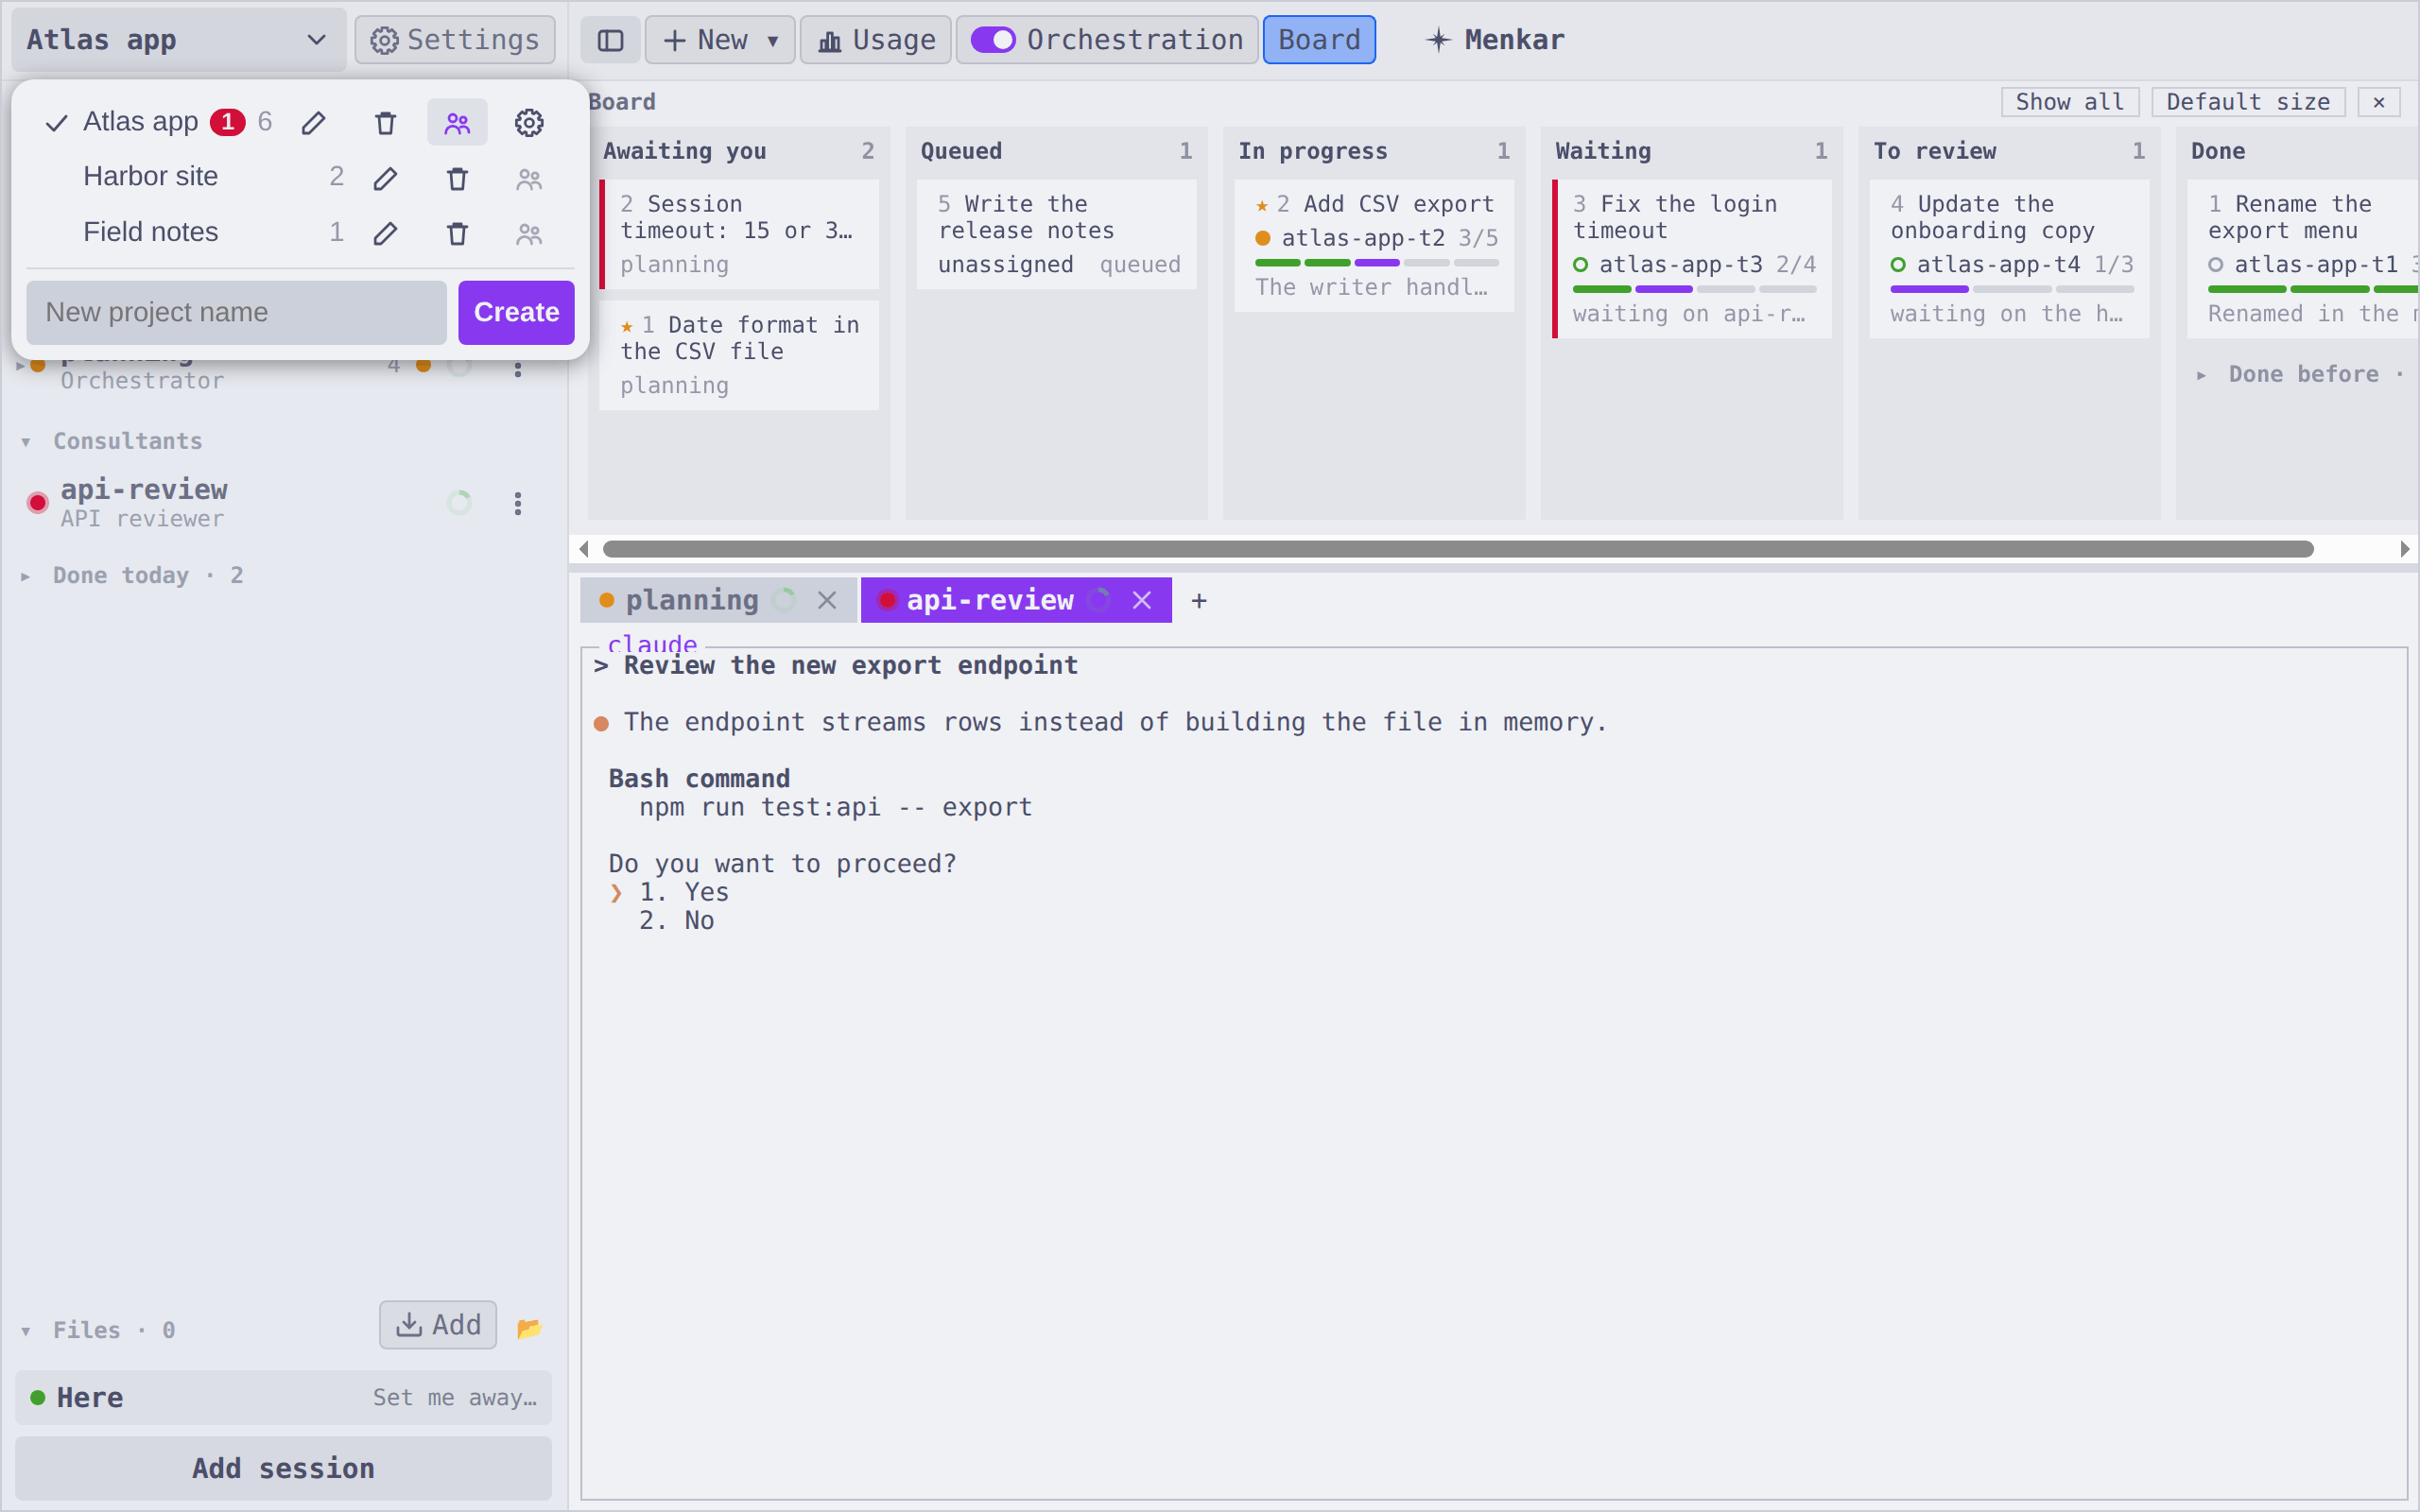 Atlas app
Settings
New ▾
Usage
Orchestration
Board
Menkar
Atlas app 1 6
Harbor site 2
Field notes 1
New project name
Create
4
Orchestrator
▾ Consultants
api-review
API reviewer
▸ Done today · 2
▾ Files · 0
Add
Here
Set me away…
Add session
Board
Show all
Default size
×
Awaiting you 2
2 Session
timeout: 15 or 3…
planning
★ 1 Date format in
the CSV file
planning
Queued 1
5 Write the
release notes
unassigned queued
In progress 1
★ 2 Add CSV export
atlas-app-t2 3/5
The writer handl…
Waiting 1
3 Fix the login
timeout
atlas-app-t3 2/4
waiting on api-r…
To review 1
4 Update the
onboarding copy
atlas-app-t4 1/3
waiting on the h…
Done
1 Rename the
export menu
atlas-app-t1
Renamed in the
▸ Done before ·
planning
api-review
+
claude
> Review the new export endpoint
● The endpoint streams rows instead of building the file in memory.
Bash command
npm run test:api -- export
Do you want to proceed?
❯ 1. Yes
2. No